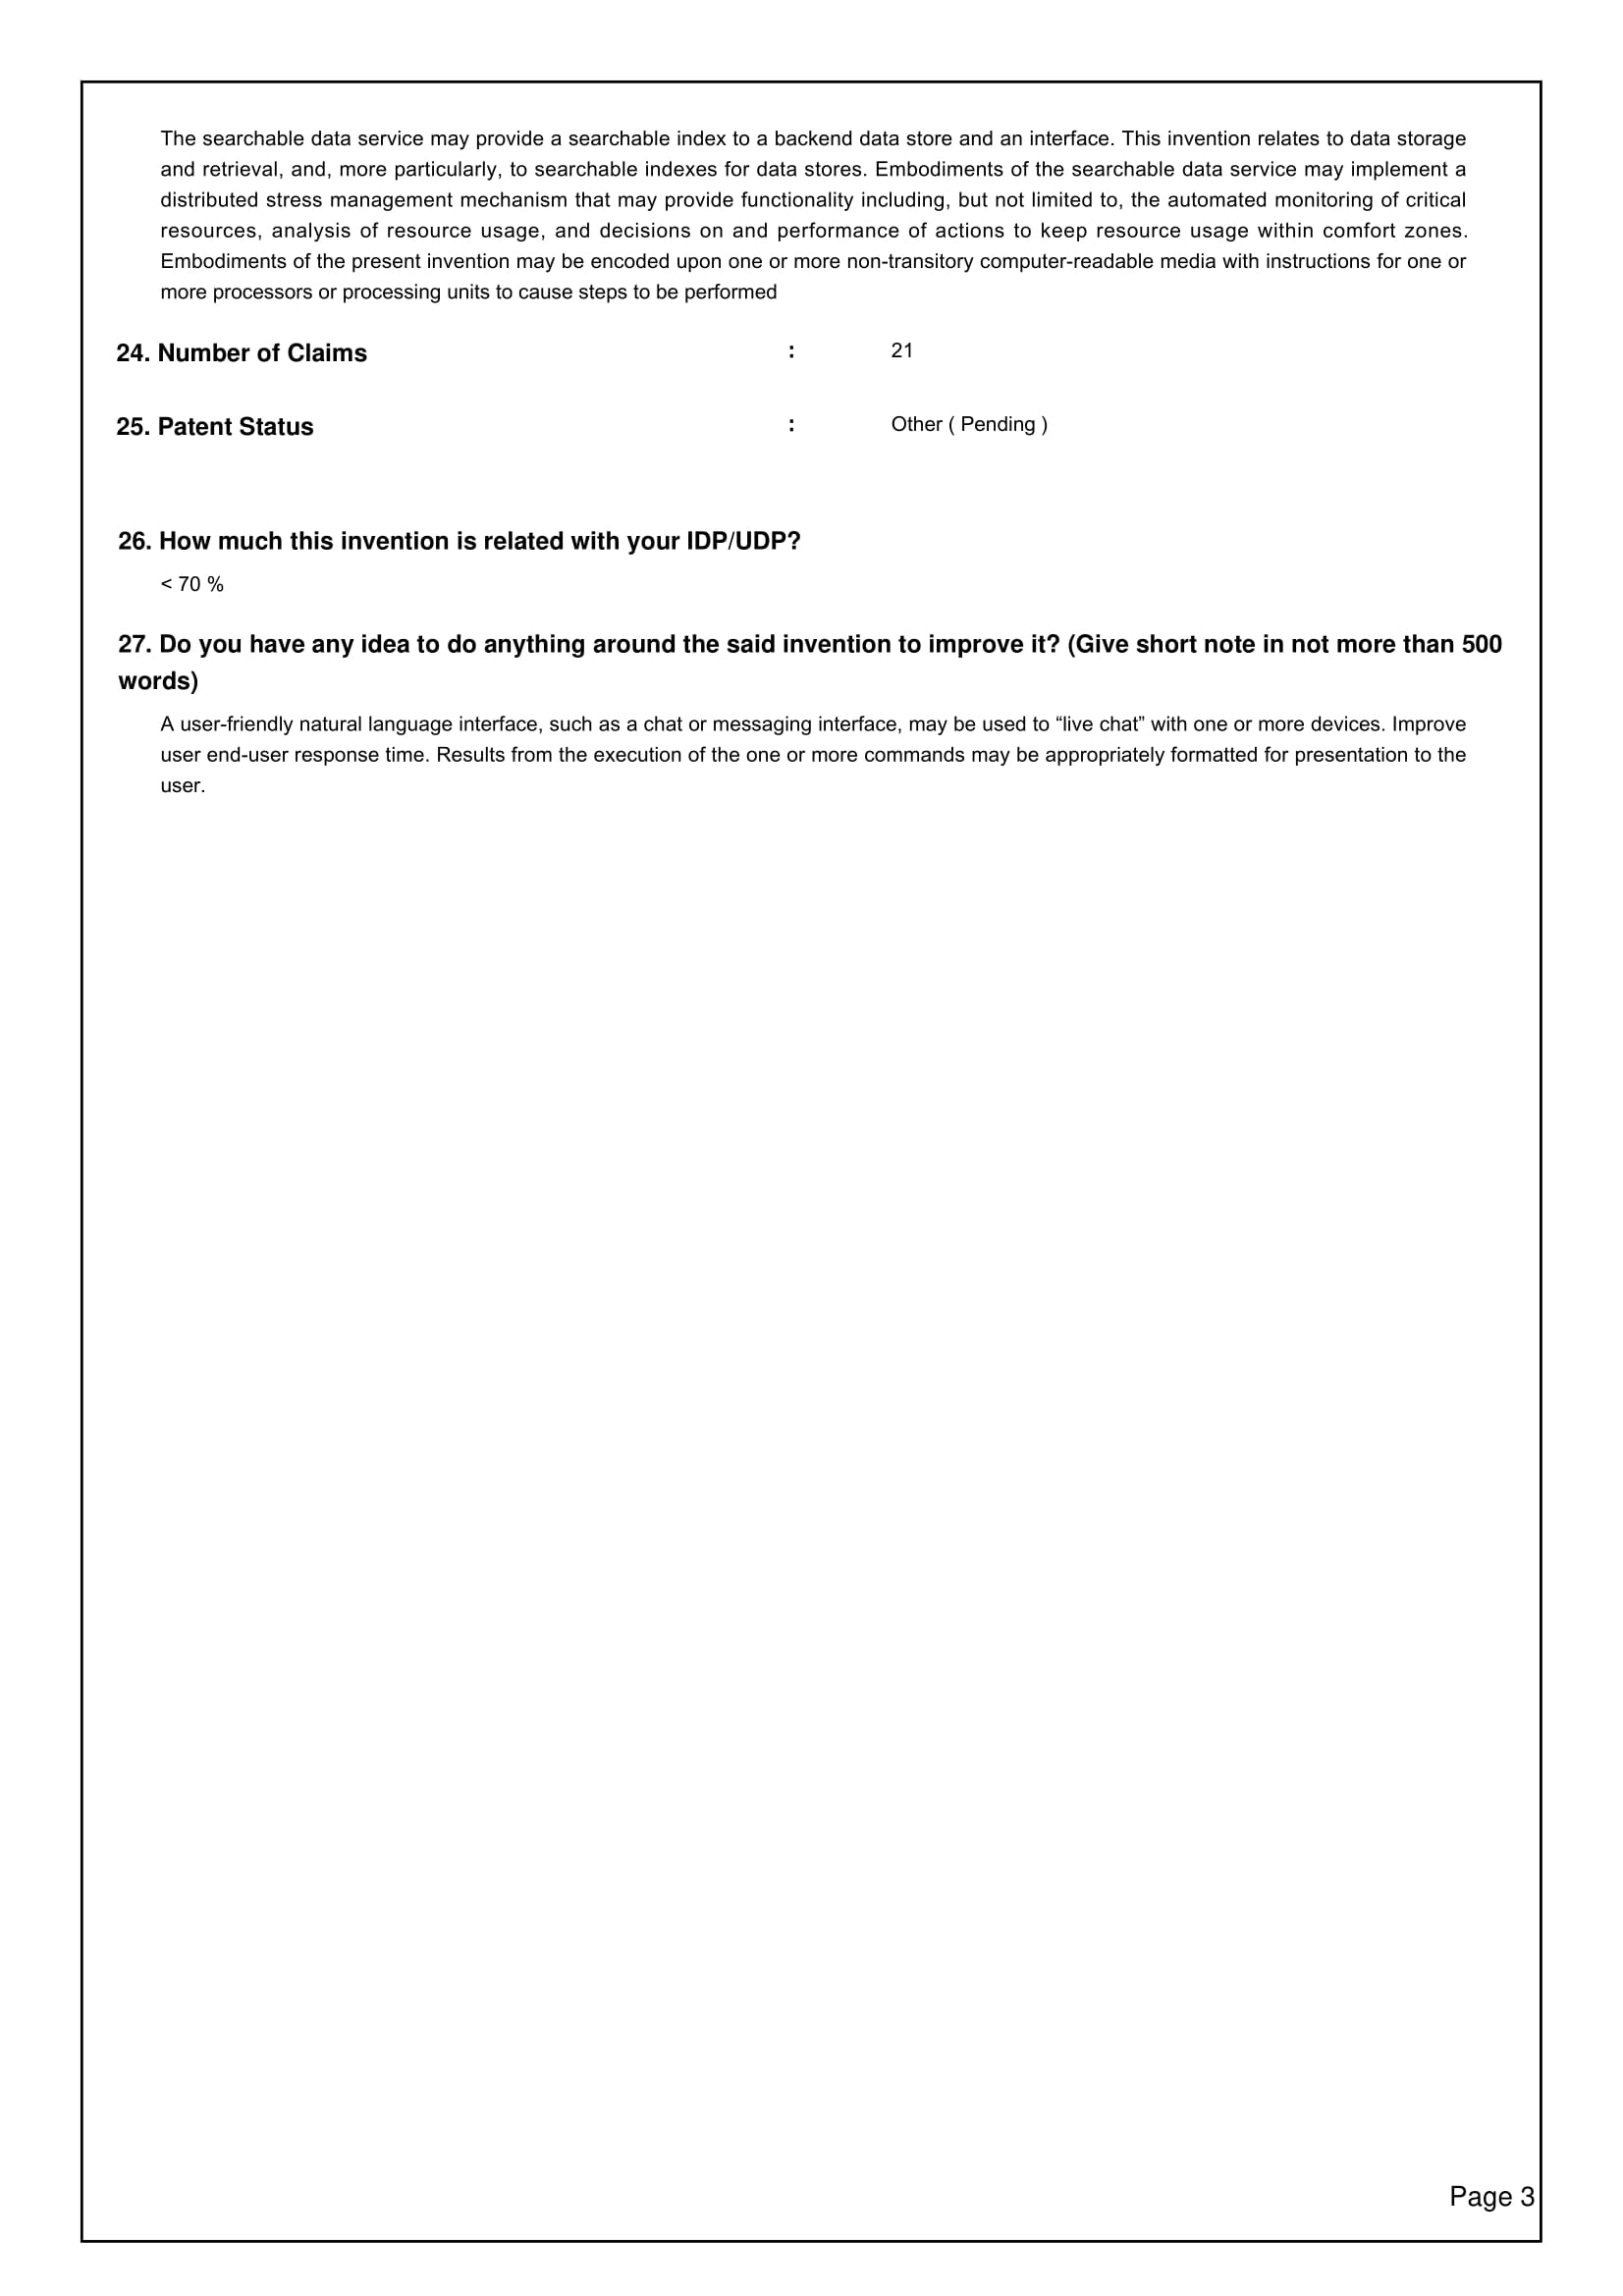 The searchable data service may provide a searchable index to a backend data store and an interface. This invention relates to data storage
and retrieval, and, more particularly, to searchable indexes for data stores. Embodiments of the searchable data service may implement a
distributed stress management mechanism that may provide functionality including, but not limited to, the automated monitoring of critical
resources, analysis of resource usage, and decisions on and performance of actions to keep resource usage within comfort zones.
Embodiments of the present invention may be encoded upon one or more non-transitory computer-readable media with instructions for one or
more processors or processing units to cause steps to be performed
24. Number of Claims : 21
25. Patent Status : Other ( Pending )
26. How much this invention is related with your IDP/UDP?
< 70 %
27. Do you have any idea to do anything around the said invention to improve it? (Give short note in not more than 500
words)
A user-friendly natural language interface, such as a chat or messaging interface, may be used to “live chat” with one or more devices. Improve
user end-user response time. Results from the execution of the one or more commands may be appropriately formatted for presentation to the
user.
Page 3